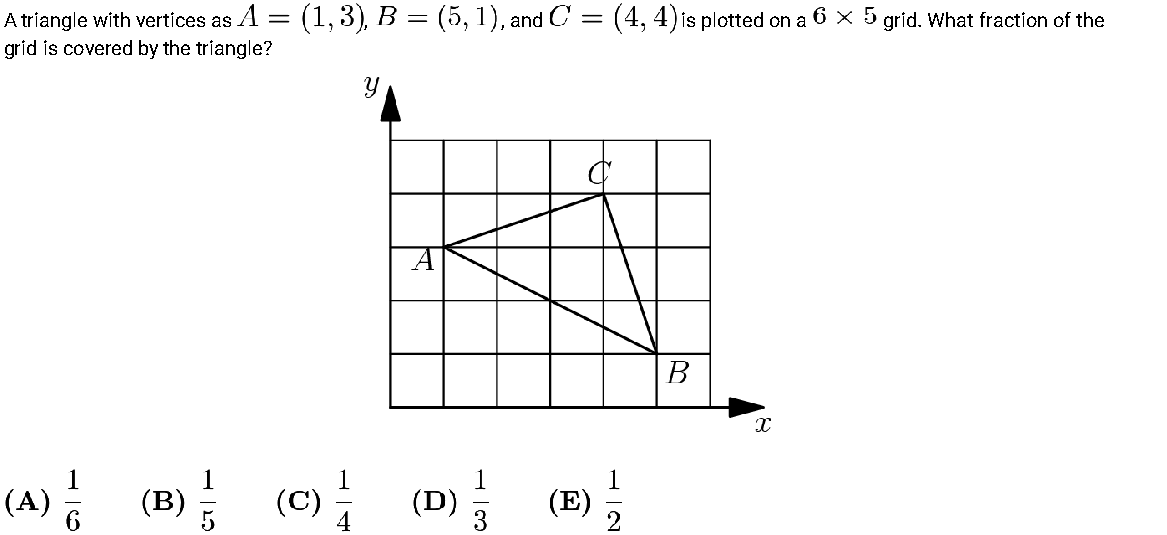 A triangle with vertices as A = (1, 3), B = (5, 1), and C = (4, 4) is plotted on a 6 × 5 grid. What fraction of the
grid is covered by the triangle?
y
C
A
B
x
(A) 1/6 (B) 1/5 (C) 1/4 (D) 1/3 (E) 1/2